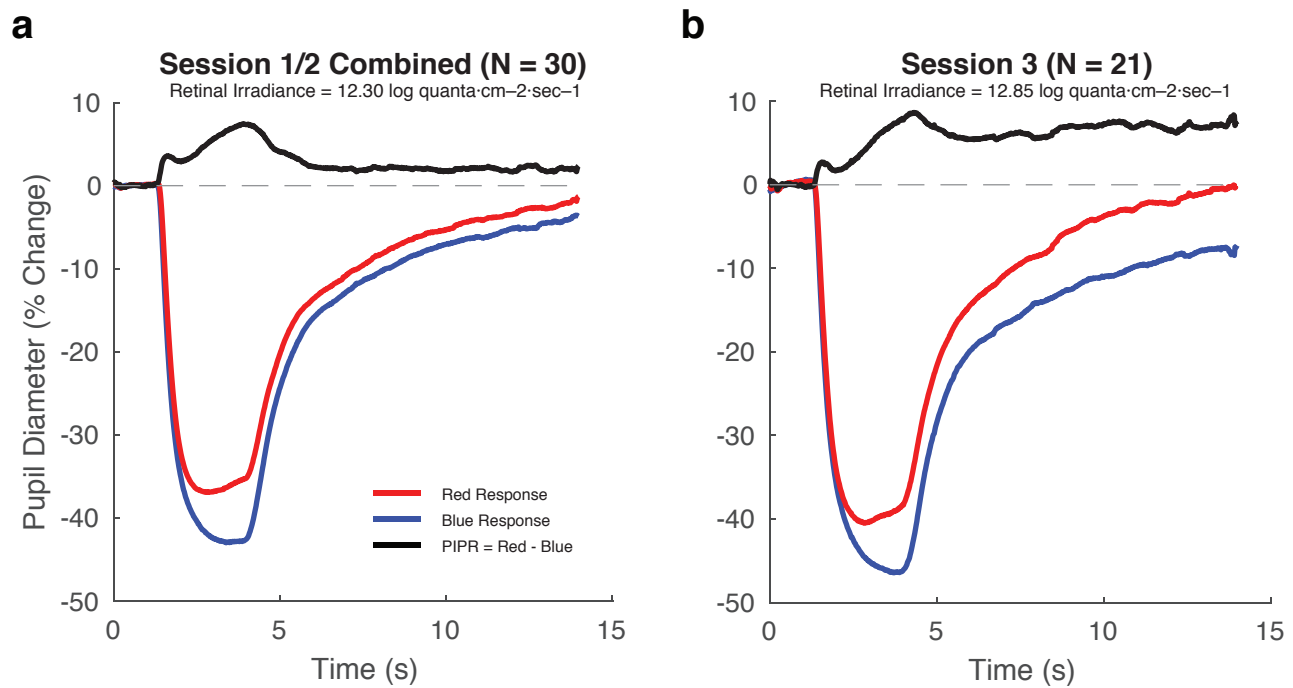 a
Session 1/2 Combined (N = 30)
Retinal Irradiance = 12.30 log quanta·cm–2·sec–1
10
0
-10
-20
-30
-40
-50
0
5
10
15
Pupil Diameter (% Change)
Time (s)
Red Response
Blue Response
PIPR = Red - Blue
b
Session 3 (N = 21)
Retinal Irradiance = 12.85 log quanta·cm–2·sec–1
10
0
-10
-20
-30
-40
-50
0
5
10
15
Time (s)